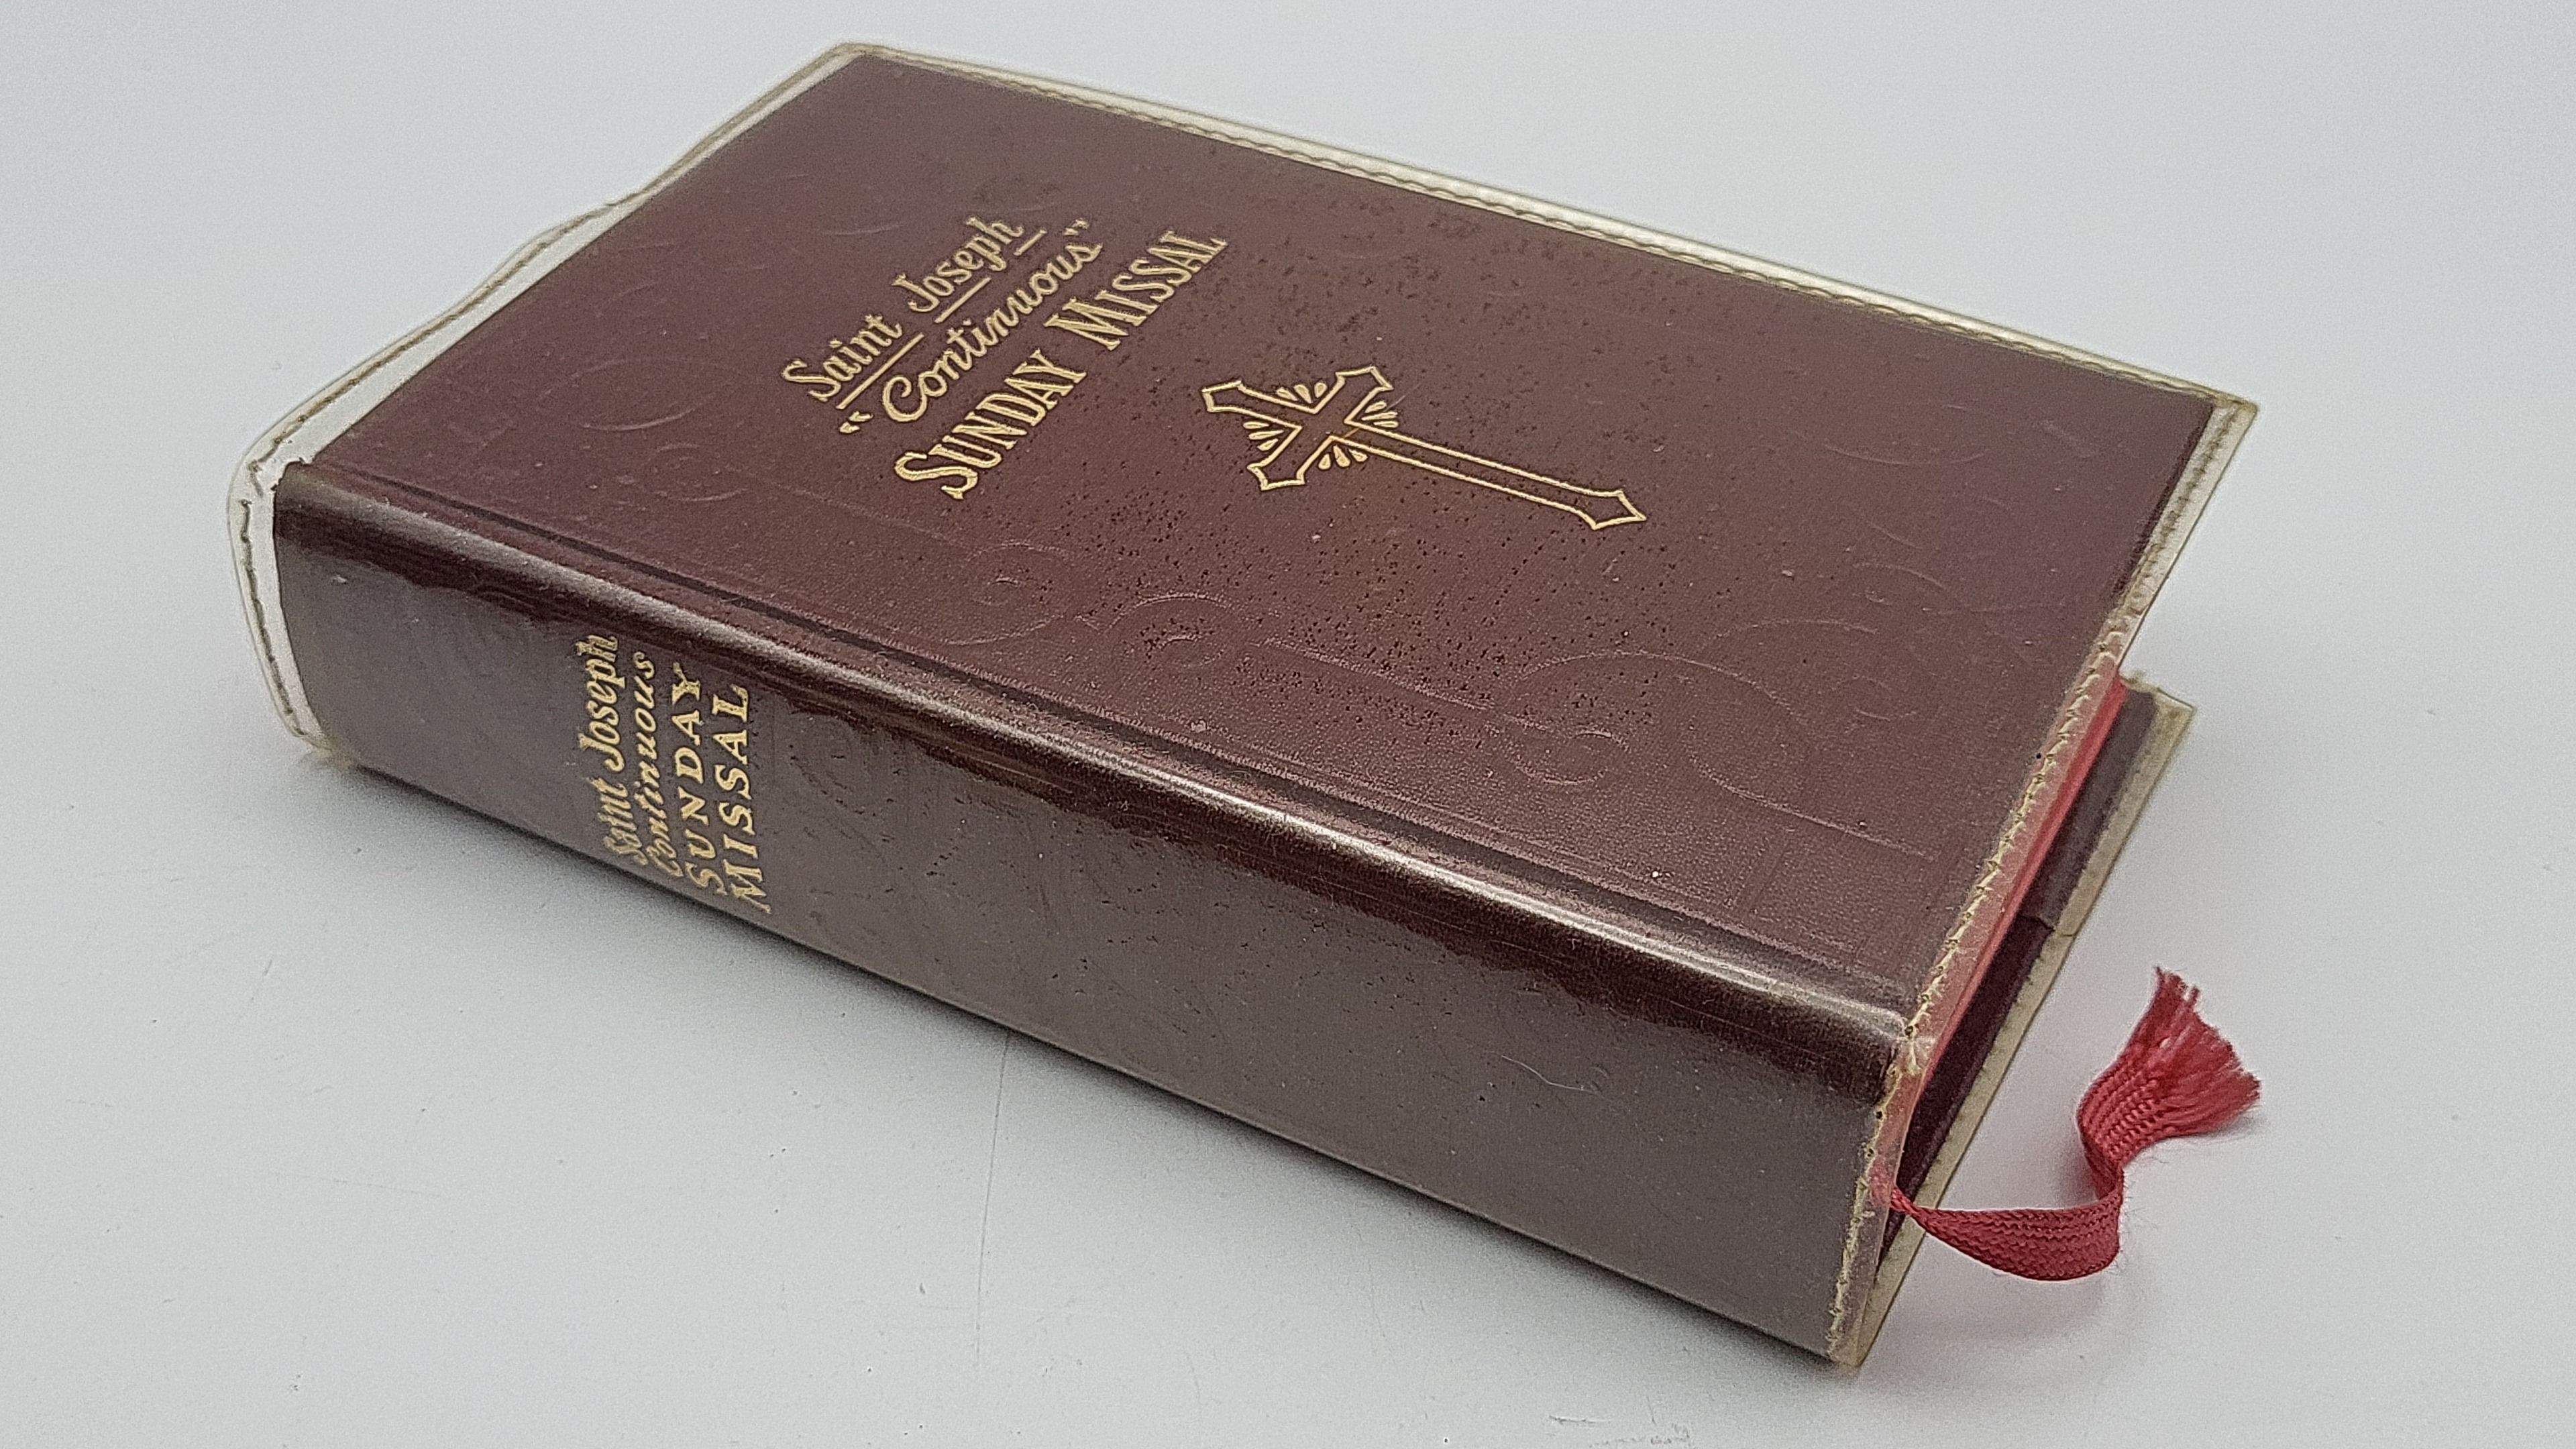 Saint Joseph
"Continuous"
SUNDAY MISSAL
Saint Joseph
Continuous
SUNDAY
MISSAL